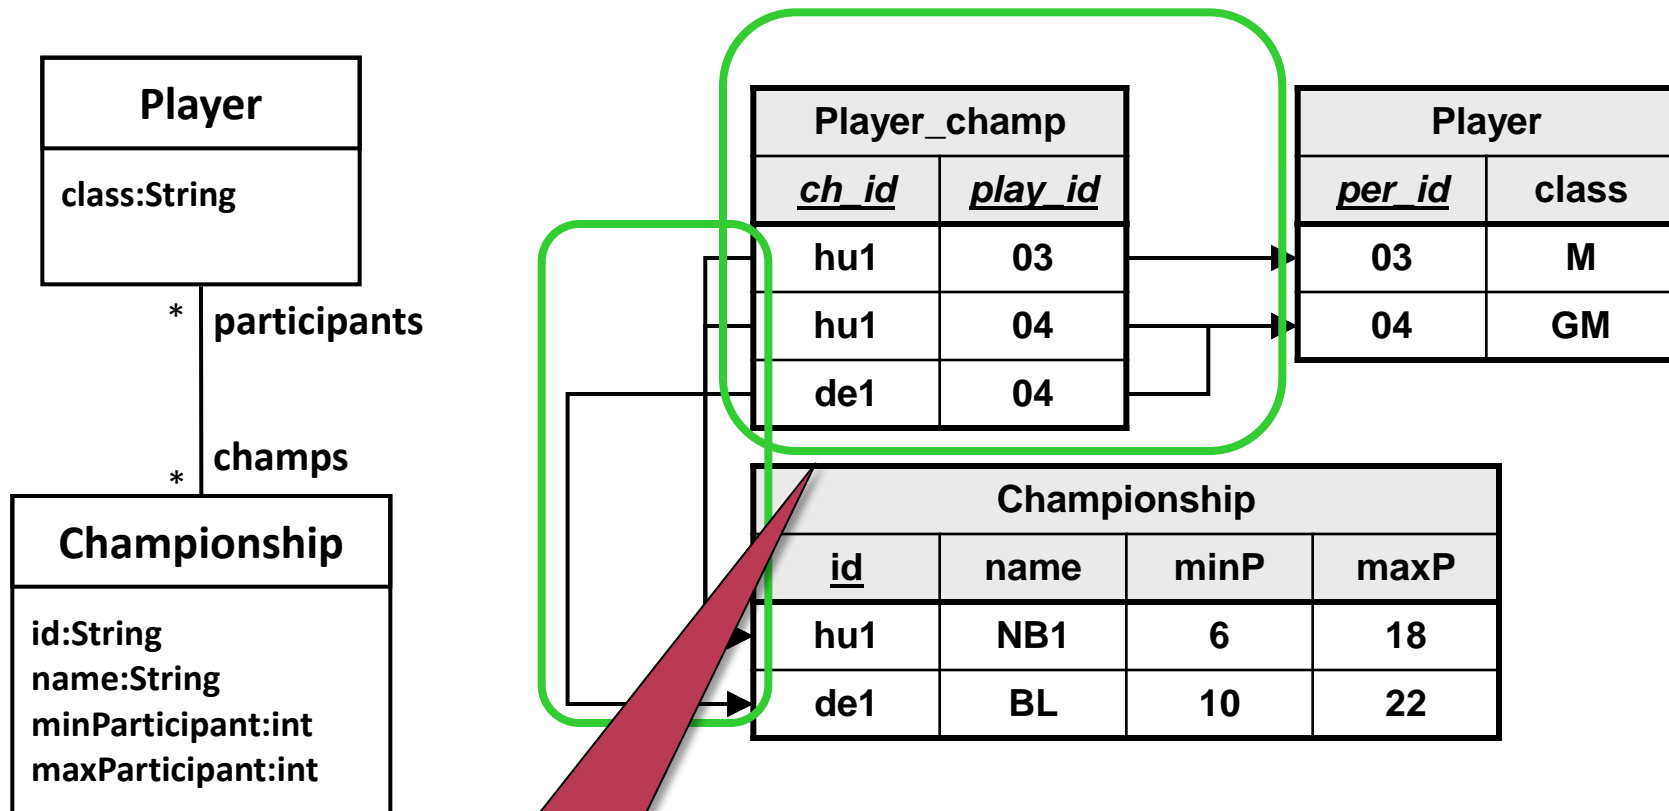 Player
class:String
* participants
champs
*
Championship
id:String
name:String
minParticipant:int
maxParticipant:int
Player_champ
ch_id play_id
hu1 03
hu1 04
de1 04
Player
per_id class
03 M
04 GM
Championship
id name minP maxP
hu1 NB1 6 18
de1 BL 10 22